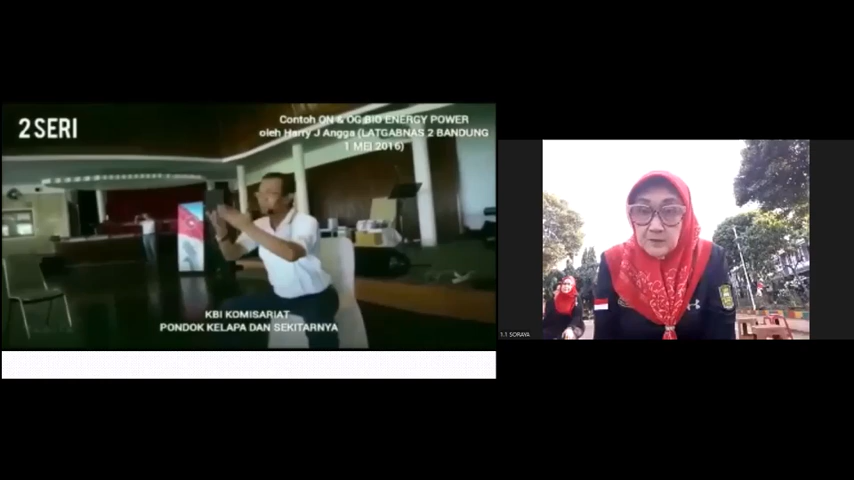 2 SERI
Contoh ON & OG BIO ENERGY POWER
oleh Harry J Angga (LATGABNAS 2 BANDUNG
1 MEI 2016)
KBI KOMISARIAT
PONDOK KELAPA DAN SEKITARNYA
1.1 SORAYA